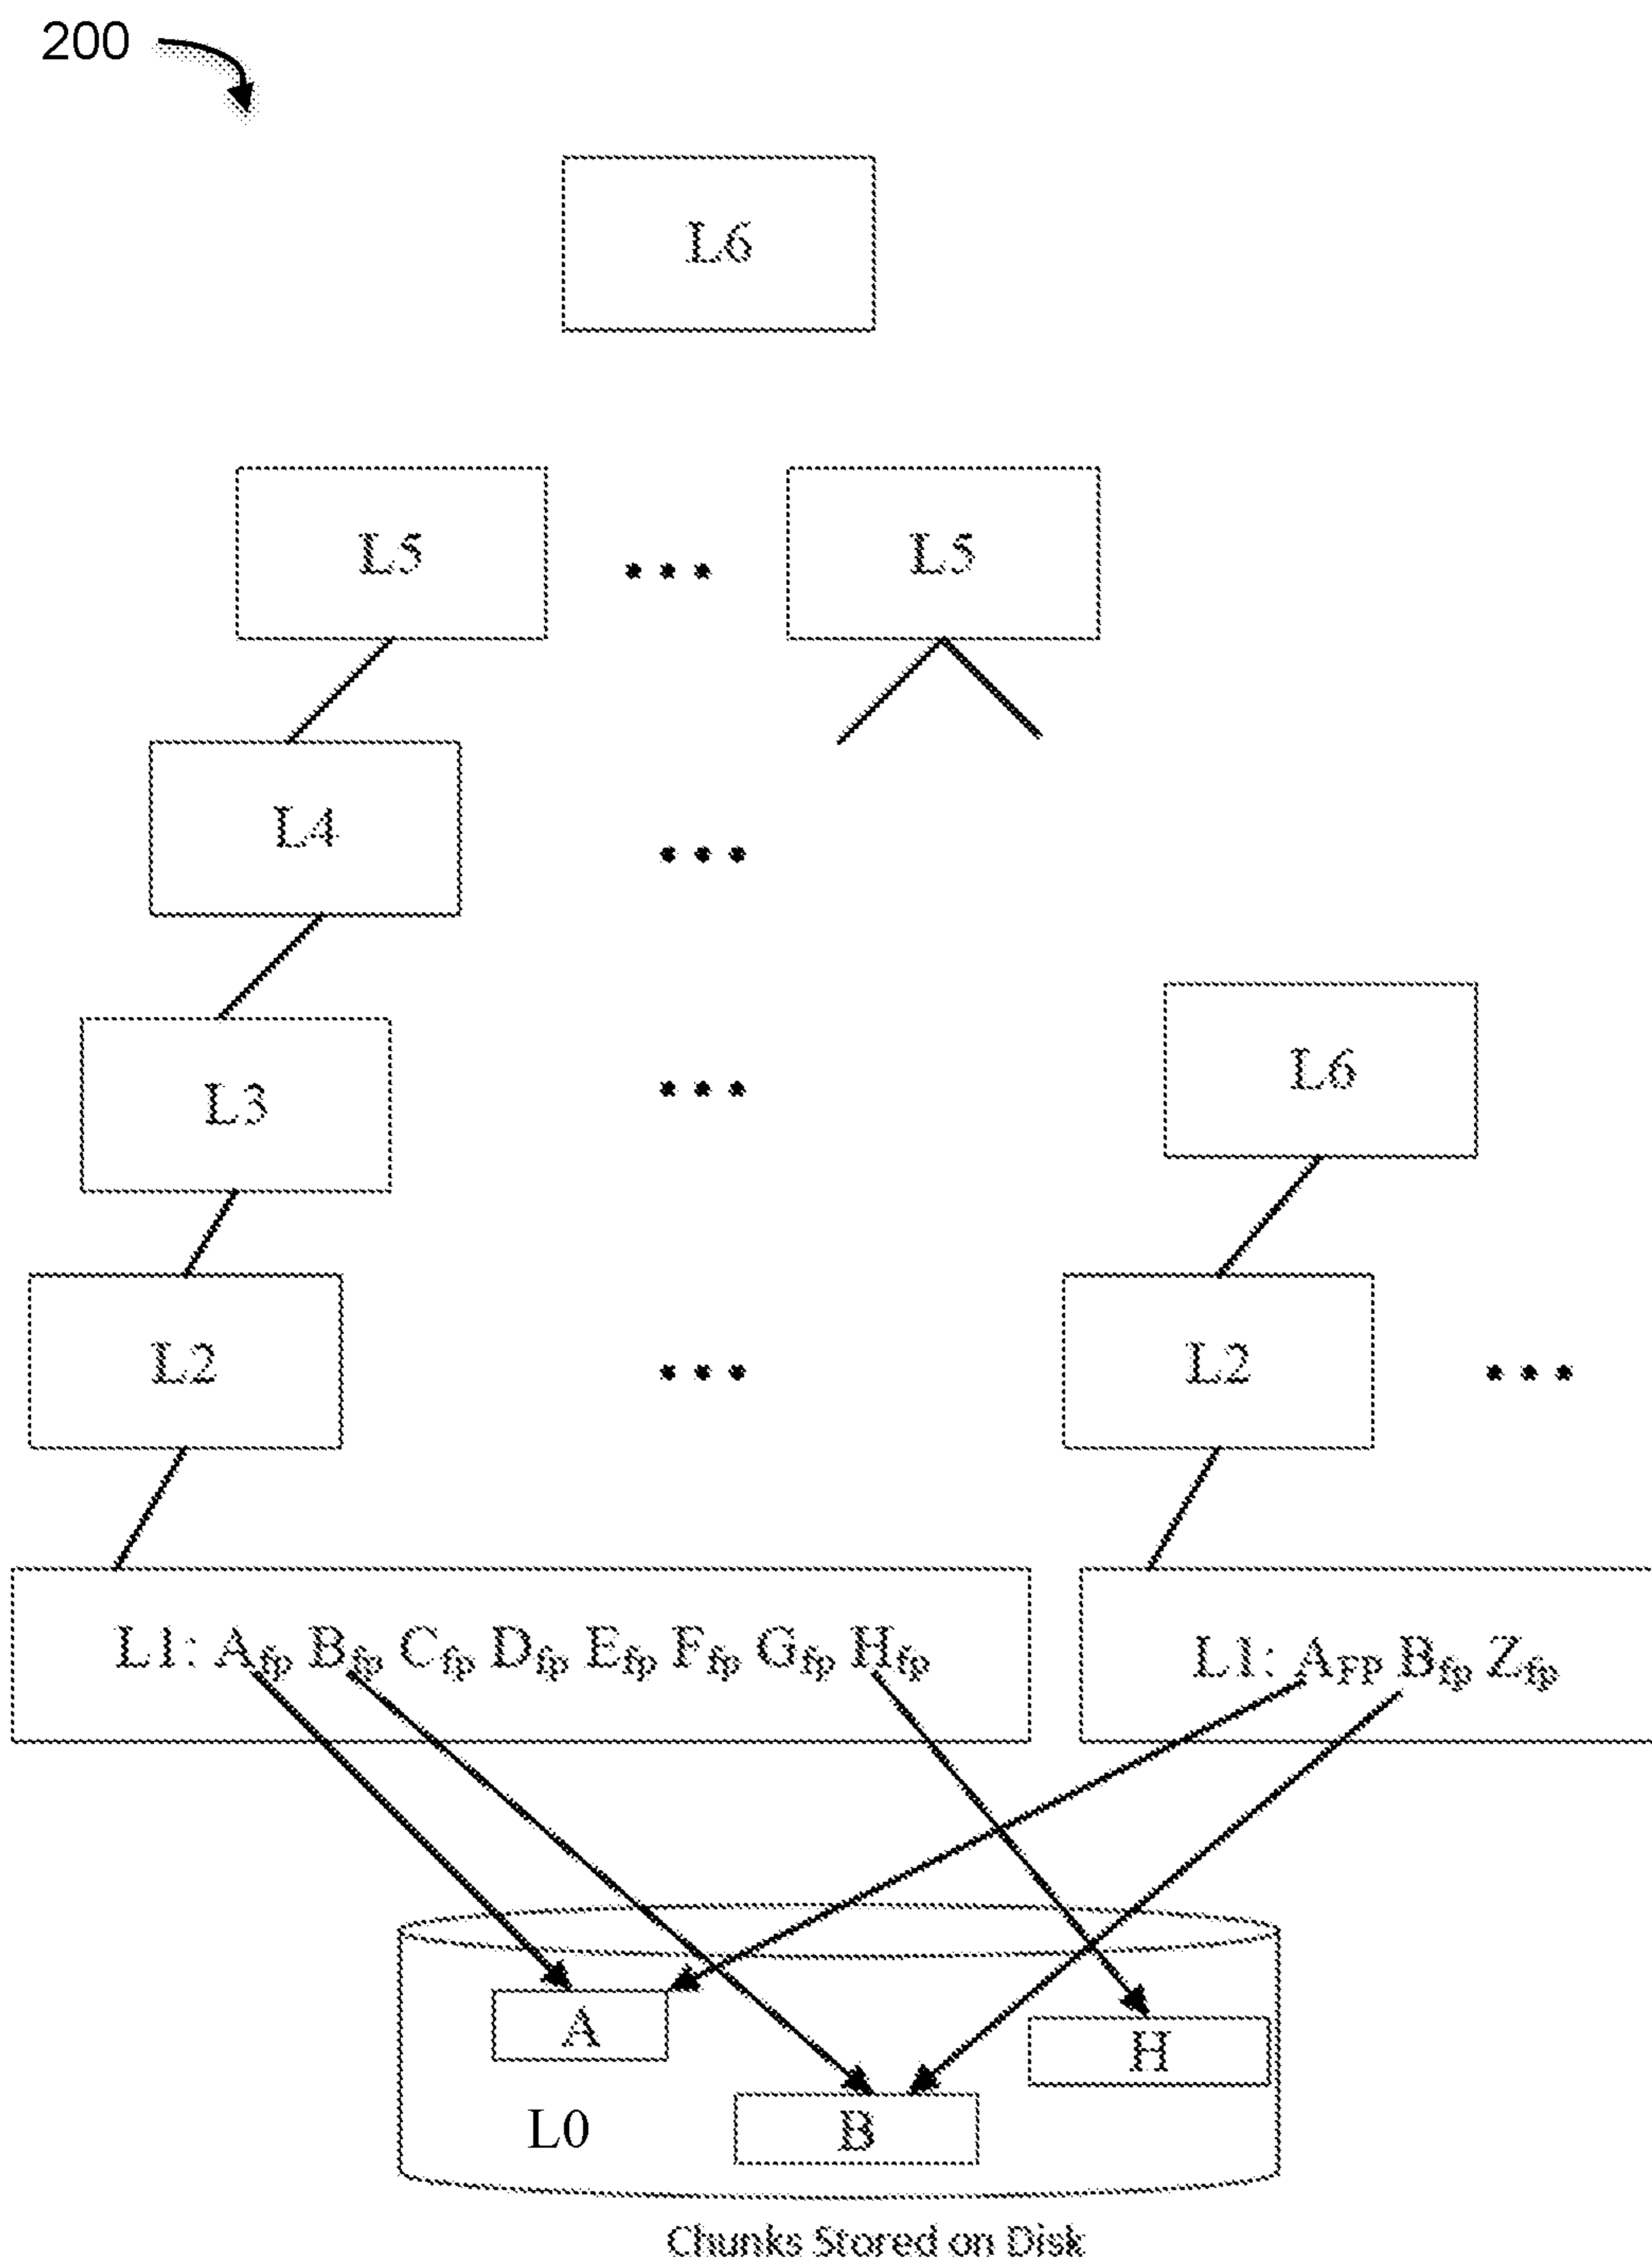 200
L6
L5 ... L5
L4 ...
L3 ...
L6
L2 ... L2 ...
L1: Afp Bfp Cfp Dfp Efp Ffp Gfp Hfp
L1: AFP Bfp Zfp
A
H
L0
B
Chunks Stored on Disk